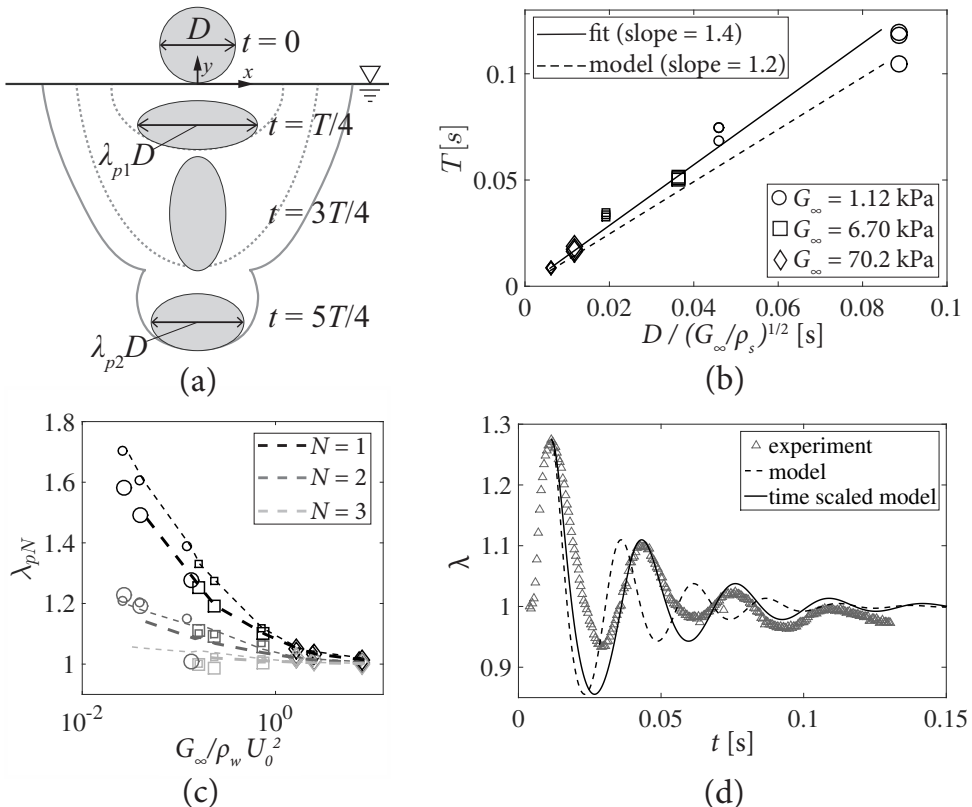 D
t = 0
y
x
t = T/4
λp1D
t = 3T/4
t = 5T/4
λp2D
(a)
fit (slope = 1.4)
model (slope = 1.2)
0.1
T [s]
0.05
G∞ = 1.12 kPa
G∞ = 6.70 kPa
G∞ = 70.2 kPa
0
0 0.02 0.04 0.06 0.08 0.1
D / (G∞/ρs)1/2 [s]
(b)
1.8
N = 1
N = 2
N = 3
1.6
λpN
1.4
1.2
1
10-2 100
G∞/ρw U02
(c)
1.3
experiment
model
time scaled model
1.2
λ
1.1
1.0
0.9
0 0.05 0.1 0.15
t [s]
(d)